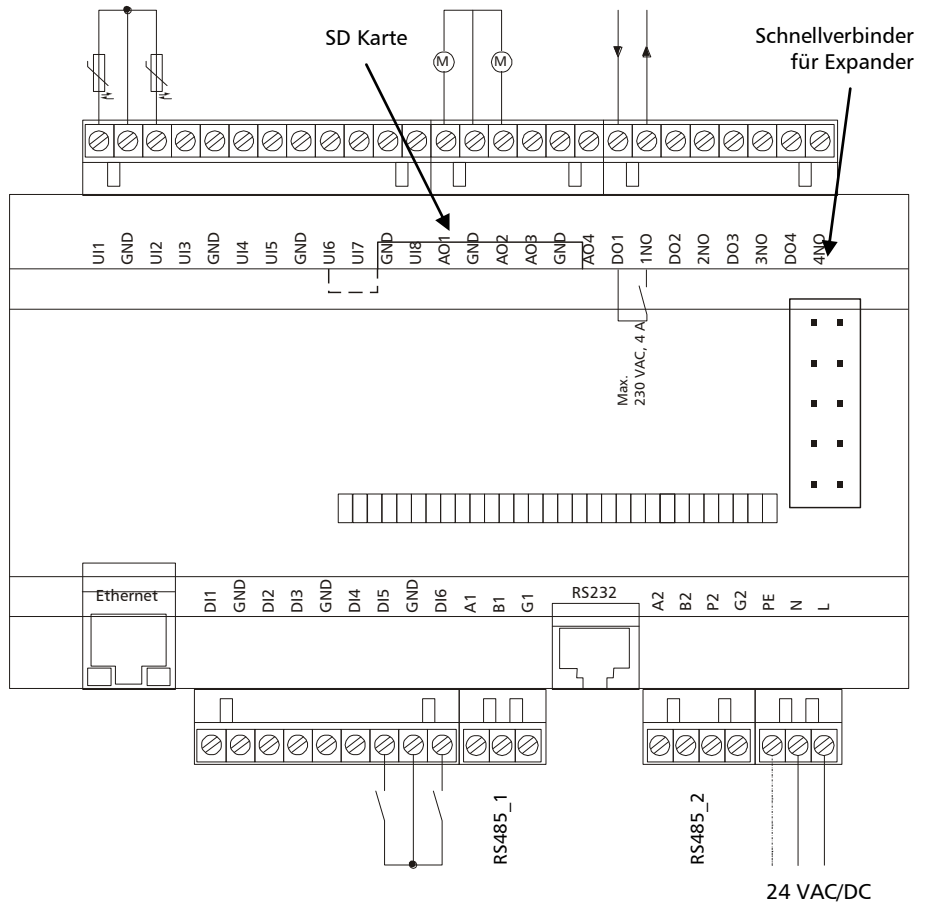 SD Karte
Schnellverbinder
für Expander
M
M
UI1
GND
UI2
UI3
GND
UI4
UI5
GND
UI6
UI7
GND
UI8
AO1
GND
AO2
AO3
GND
AO4
DO1
1NO
DO2
2NO
DO3
3NO
DO4
4NO
Max.
230 VAC, 4 A
Ethernet
DI1
GND
DI2
DI3
GND
DI4
DI5
GND
DI6
A1
B1
G1
RS232
A2
B2
P2
G2
PE
N
L
RS485_1
RS485_2
24 VAC/DC